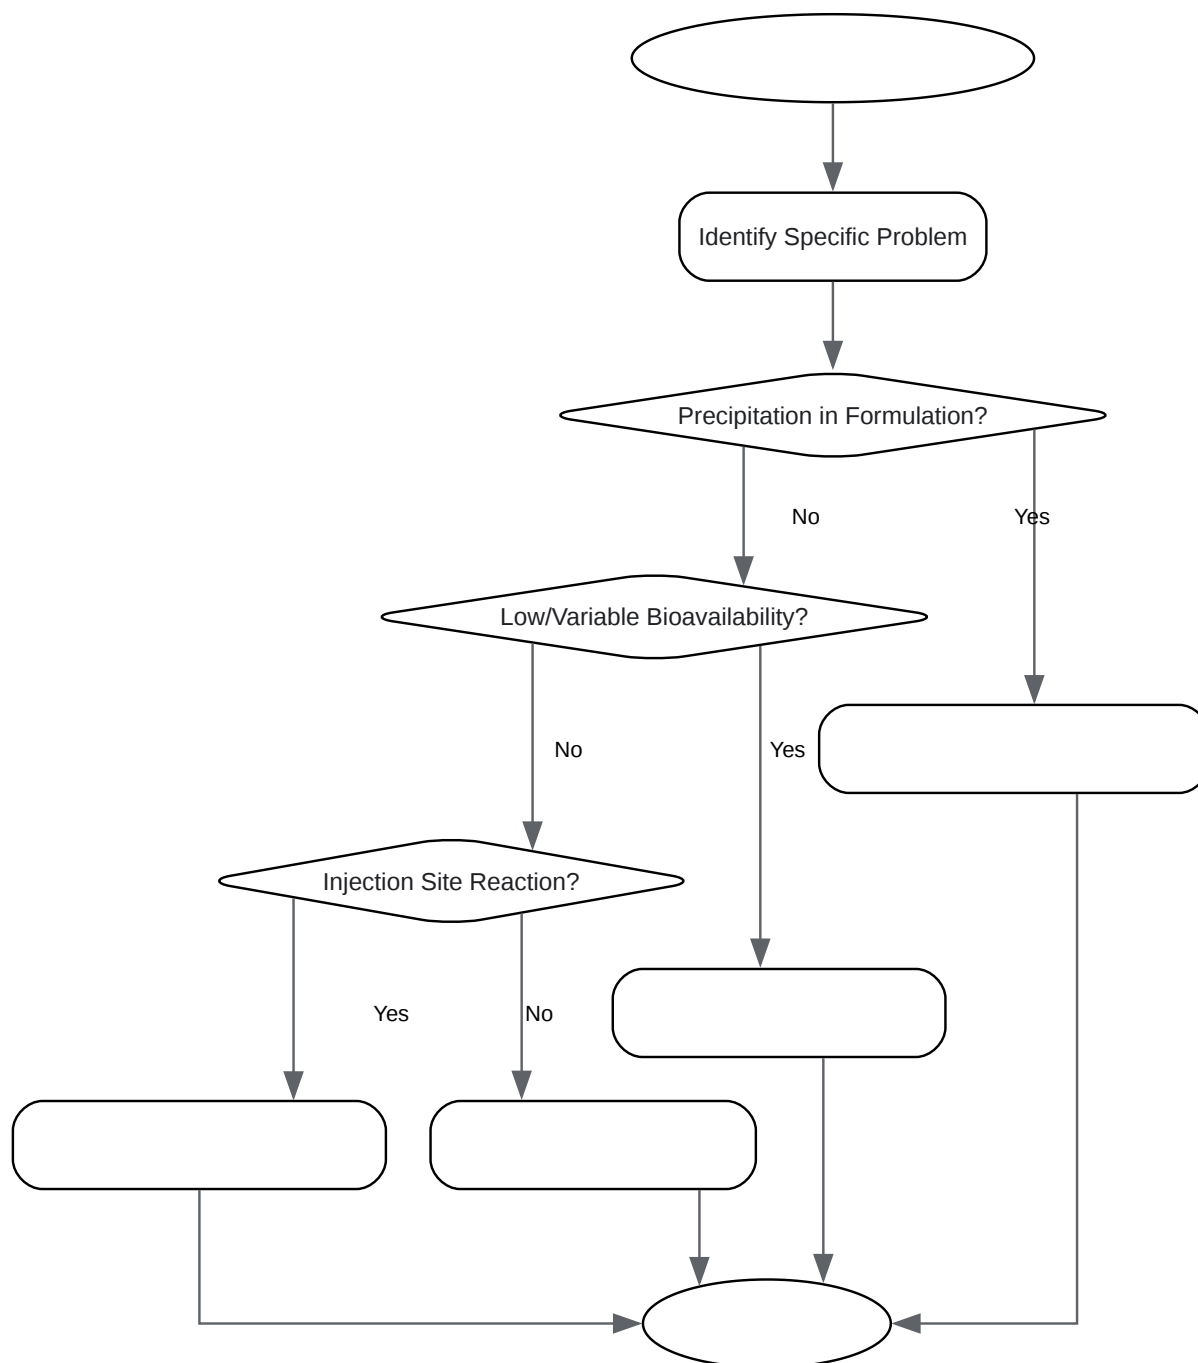 Identify Specific Problem
Precipitation in Formulation?
No
Yes
Low/Variable Bioavailability?
No
Yes
Injection Site Reaction?
Yes
No